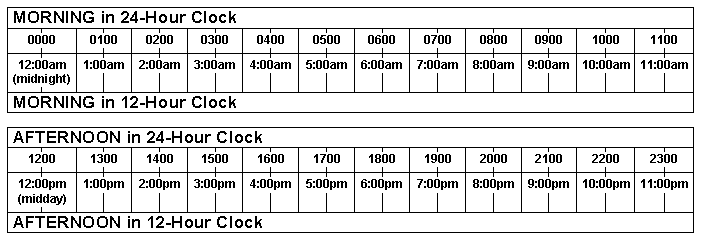 MORNING in 24-Hour Clock
0000 0100 0200 0300 0400 0500 0600 0700 0800 0900 1000 1100
12:00am 1:00am 2:00am 3:00am 4:00am 5:00am 6:00am 7:00am 8:00am 9:00am 10:00am 11:00am
(midnight)
MORNING in 12-Hour Clock
AFTERNOON in 24-Hour Clock
1200 1300 1400 1500 1600 1700 1800 1900 2000 2100 2200 2300
12:00pm 1:00pm 2:00pm 3:00pm 4:00pm 5:00pm 6:00pm 7:00pm 8:00pm 9:00pm 10:00pm 11:00pm
(midday)
AFTERNOON in 12-Hour Clock